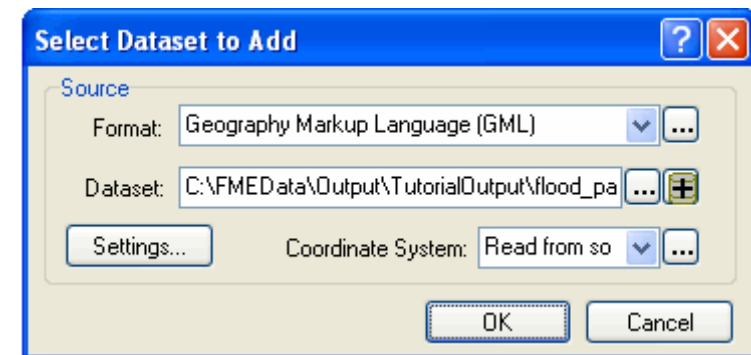 Select Dataset to Add
Source
Format: Geography Markup Language (GML) ...
Dataset: C:\FMEData\Output\TutorialOutput\flood_pa ...
Settings... Coordinate System: Read from so ...
OK Cancel